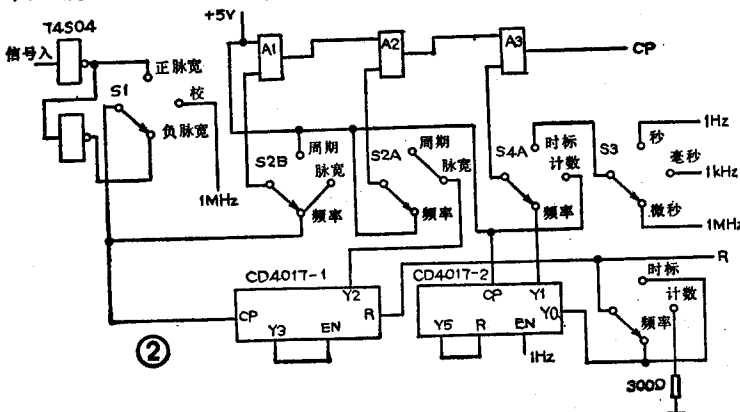 74S04
+5V
信号入
正脉宽
A1
A2
A3
CP
S1
校
负脉宽
1MHz
S2B
周期
脉宽
频率
S2A
周期
脉宽
频率
S4A
时标
计数
频率
S3
秒
毫秒
微秒
1Hz
1kHz
1MHz
R
CD4017-1
Y2
CP
R
Y3
EN
CD4017-2
CP
Y1
Y0
Y5
R
EN
1Hz
时标
计数
频率
300Ω
②